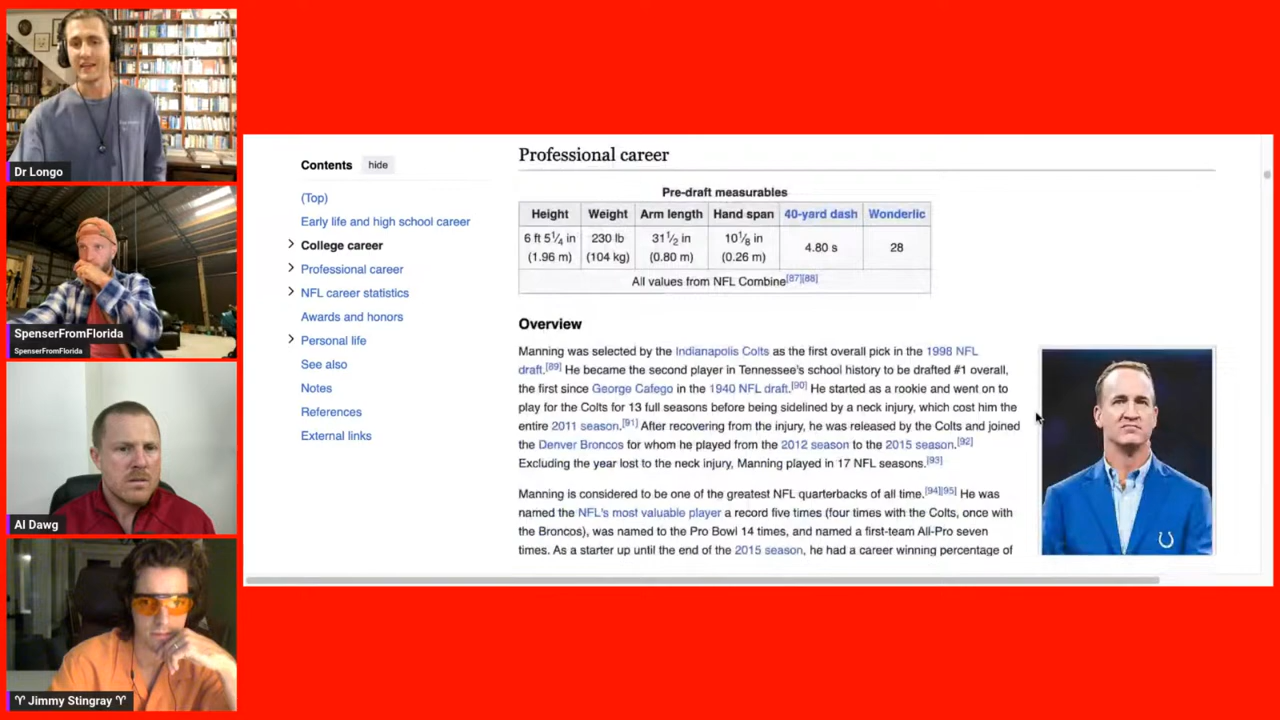 Dr Longo
SpenserFromFlorida
SpenserFromFlorida
Al Dawg
♈ Jimmy Stingray ♈
Contents hide
(Top)
Early life and high school career
College career
Professional career
NFL career statistics
Awards and honors
Personal life
See also
Notes
References
External links
Professional career
Pre-draft measurables
Height Weight Arm length Hand span 40-yard dash Wonderlic
6 ft 5 1⁄4 in 230 lb 31 1⁄2 in 10 1⁄8 in 4.80 s 28
(1.96 m) (104 kg) (0.80 m) (0.26 m)
All values from NFL Combine[87][88]
Overview
Manning was selected by the Indianapolis Colts as the first overall pick in the 1998 NFL
draft.[89] He became the second player in Tennessee's school history to be drafted #1 overall,
the first since George Cafego in the 1940 NFL draft.[90] He started as a rookie and went on to
play for the Colts for 13 full seasons before being sidelined by a neck injury, which cost him the
entire 2011 season.[91] After recovering from the injury, he was released by the Colts and joined
the Denver Broncos for whom he played from the 2012 season to the 2015 season.[92]
Excluding the year lost to the neck injury, Manning played in 17 NFL seasons.[93]
Manning is considered to be one of the greatest NFL quarterbacks of all time.[94][95] He was
named the NFL's most valuable player a record five times (four times with the Colts, once with
the Broncos), was named to the Pro Bowl 14 times, and named a first-team All-Pro seven
times. As a starter up until the end of the 2015 season, he had a career winning percentage of